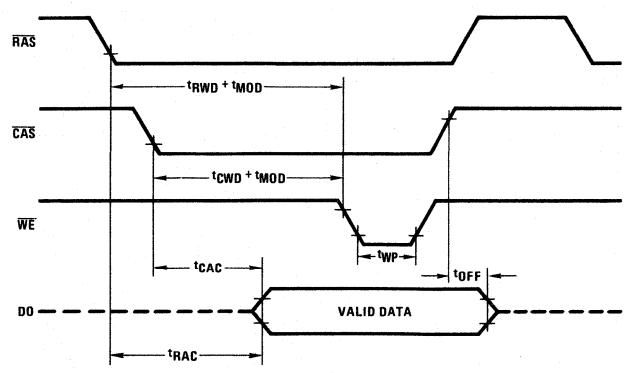 RAS
tRWD + tMOD
CAS
tCWD + tMOD
WE
tWP
tCAC
tOFF
DO
VALID DATA
tRAC